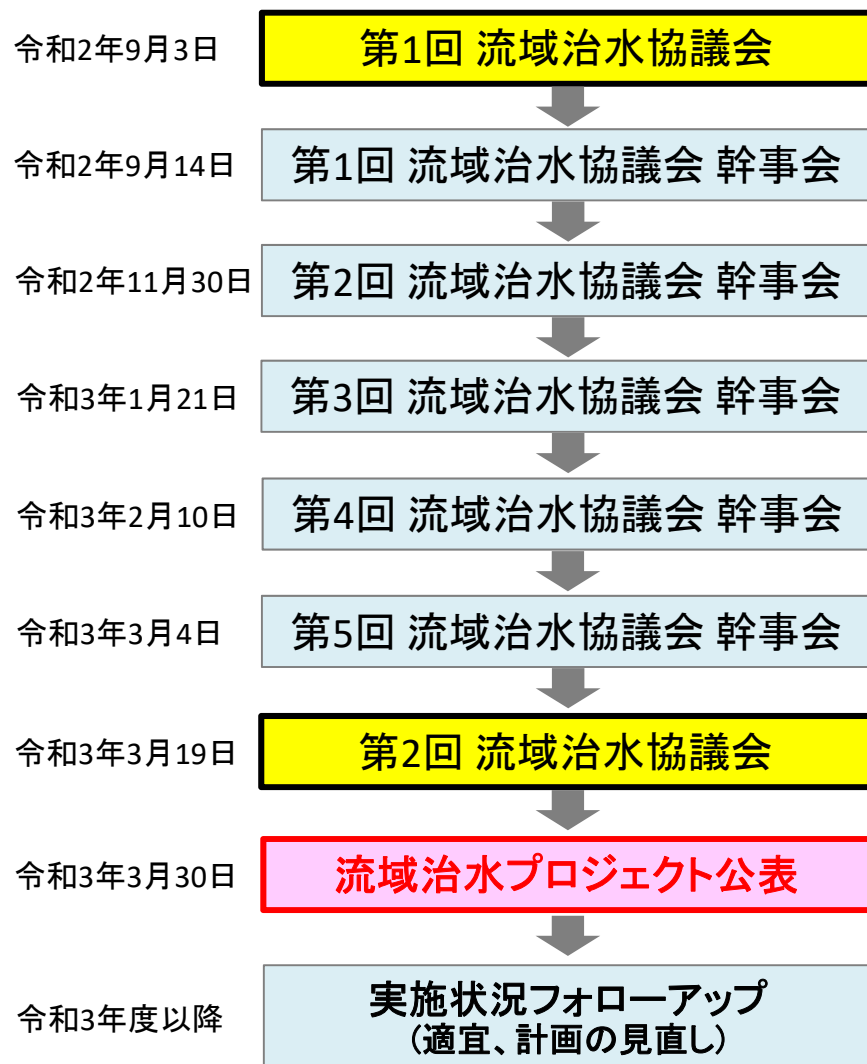 令和2年9月3日
第1回 流域治水協議会
令和2年9月14日
第1回 流域治水協議会 幹事会
令和2年11月30日
第2回 流域治水協議会 幹事会
令和3年1月21日
第3回 流域治水協議会 幹事会
令和3年2月10日
第4回 流域治水協議会 幹事会
令和3年3月4日
第5回 流域治水協議会 幹事会
令和3年3月19日
第2回 流域治水協議会
令和3年3月30日
流域治水プロジェクト公表
令和3年度以降
実施状況フォローアップ
(適宜、計画の見直し)